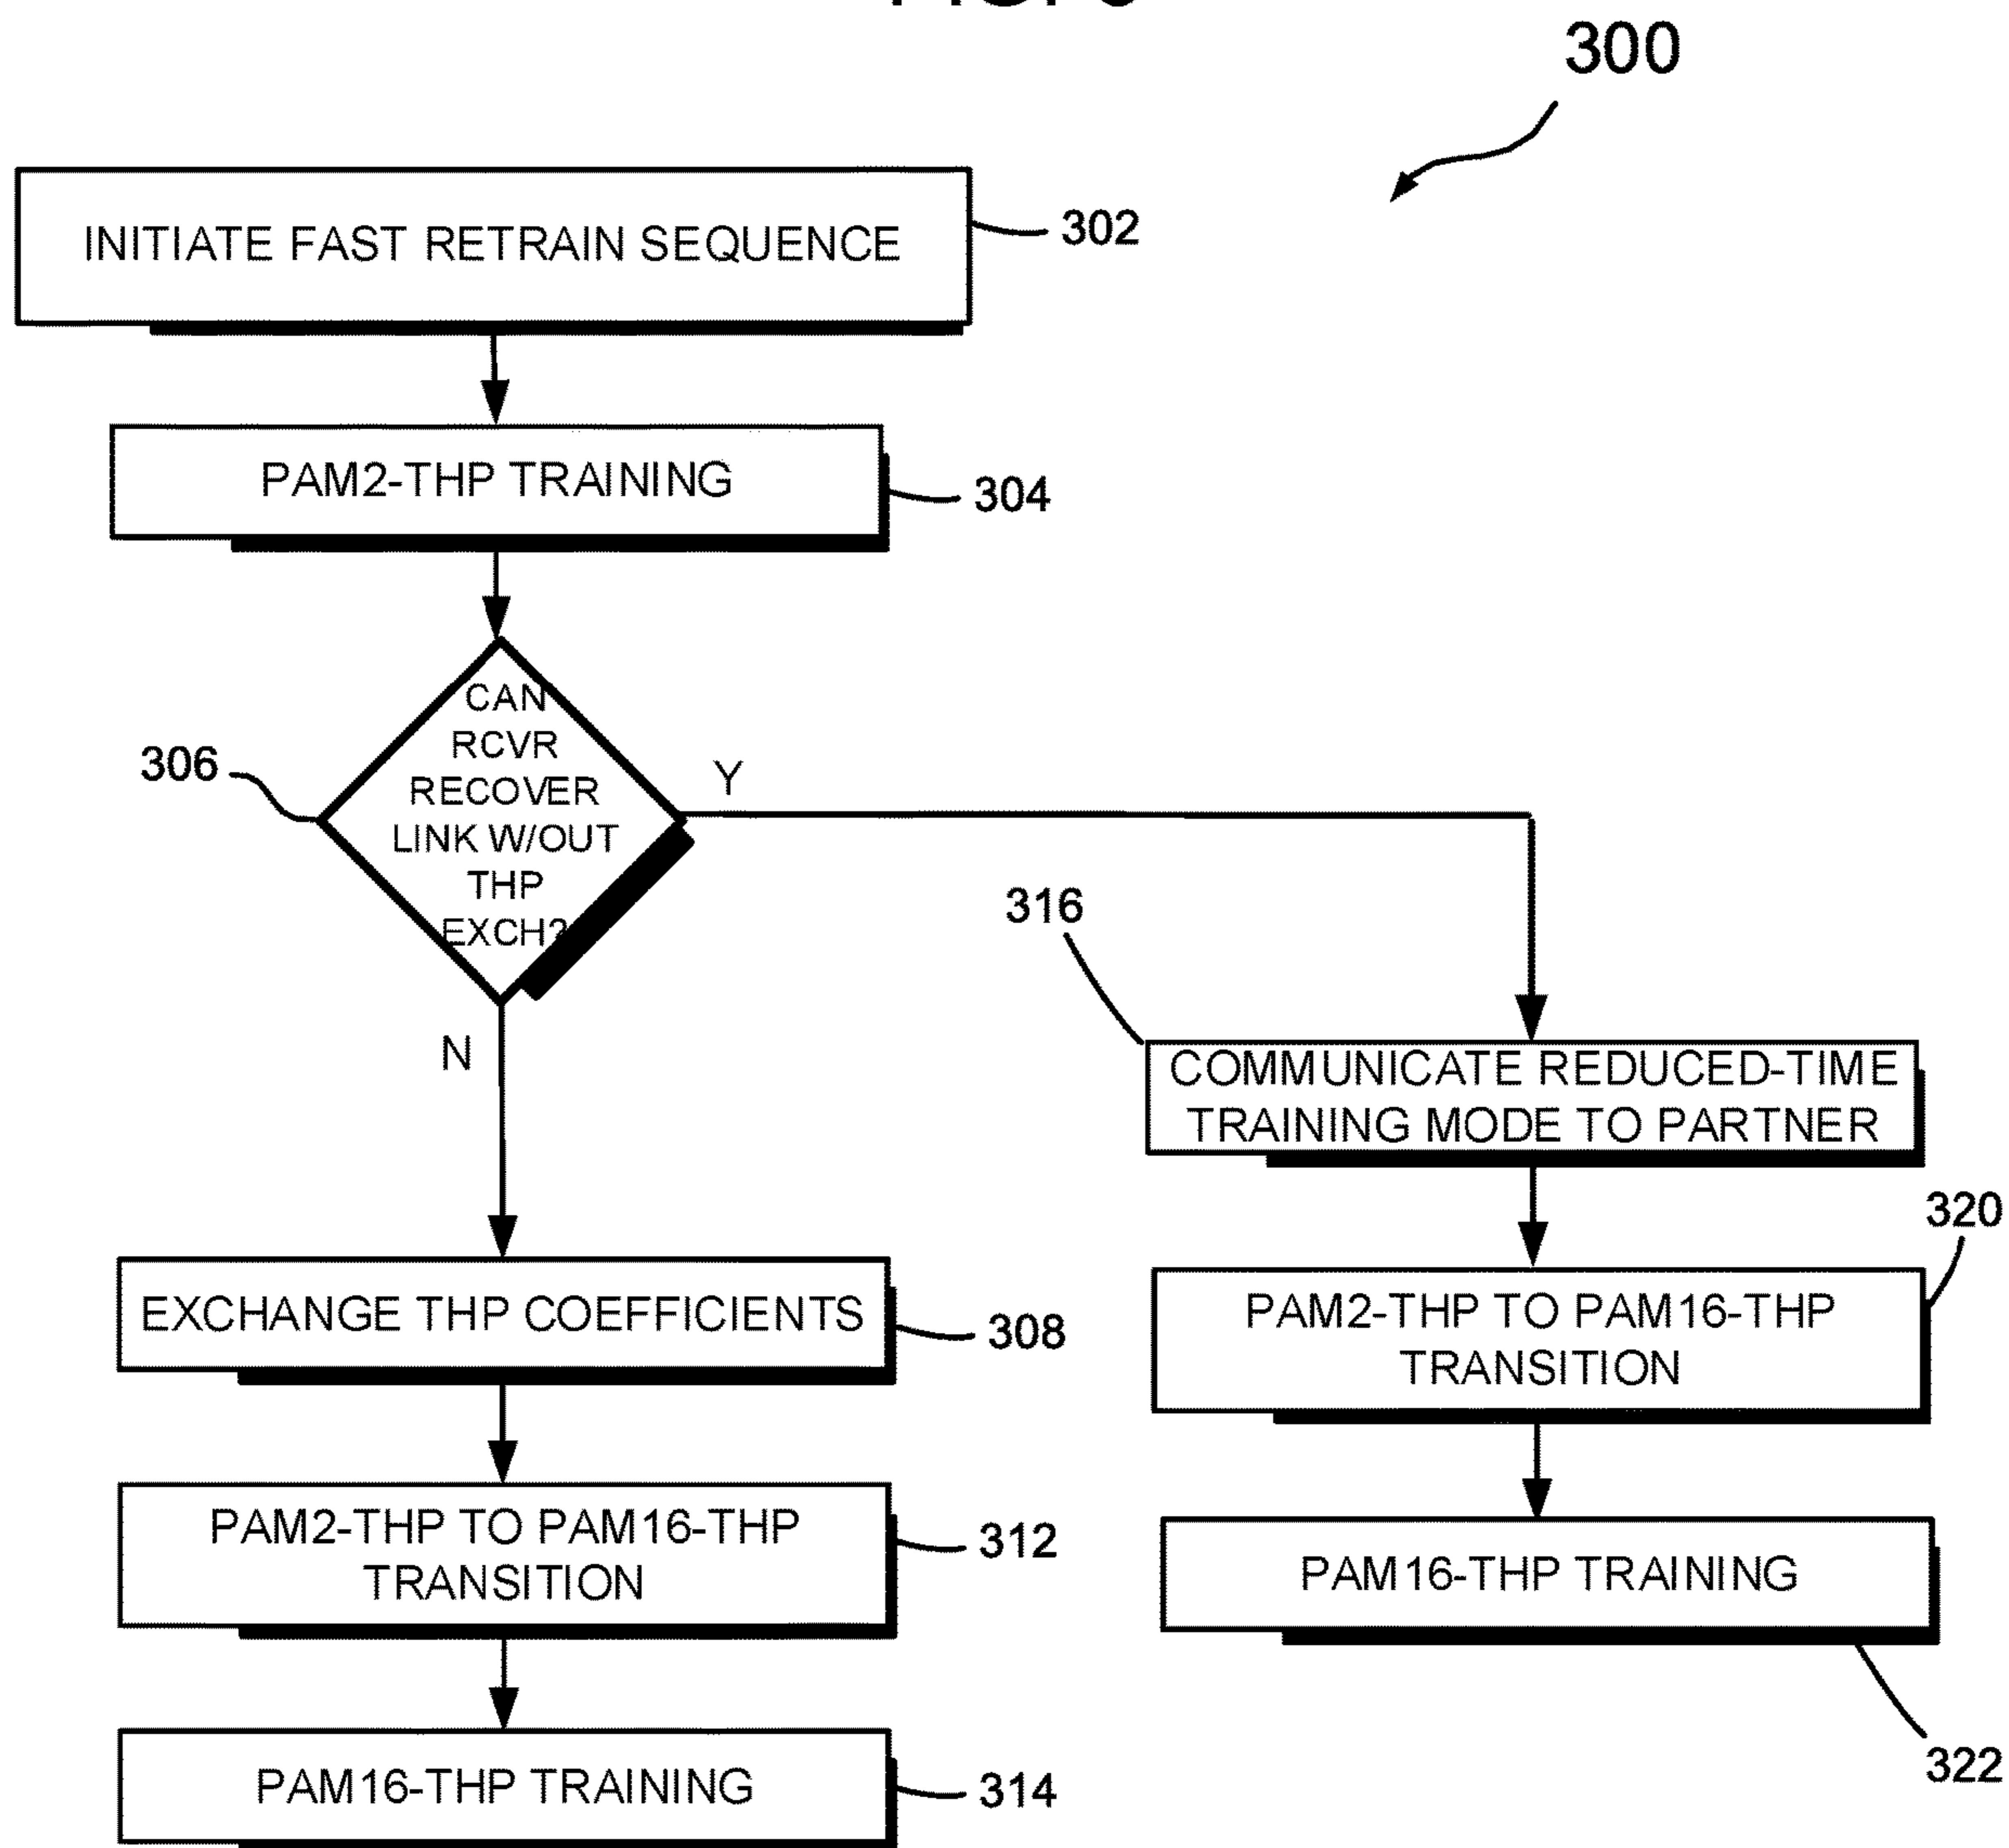 300
INITIATE FAST RETRAIN SEQUENCE
302
PAM2-THP TRAINING
304
CAN
RCVR
RECOVER
LINK W/OUT
THP
EXCH?
306
Y
N
316
COMMUNICATE REDUCED-TIME
TRAINING MODE TO PARTNER
320
EXCHANGE THP COEFFICIENTS
308
PAM2-THP TO PAM16-THP
TRANSITION
PAM2-THP TO PAM16-THP
TRANSITION
312
PAM16-THP TRAINING
322
PAM16-THP TRAINING
314